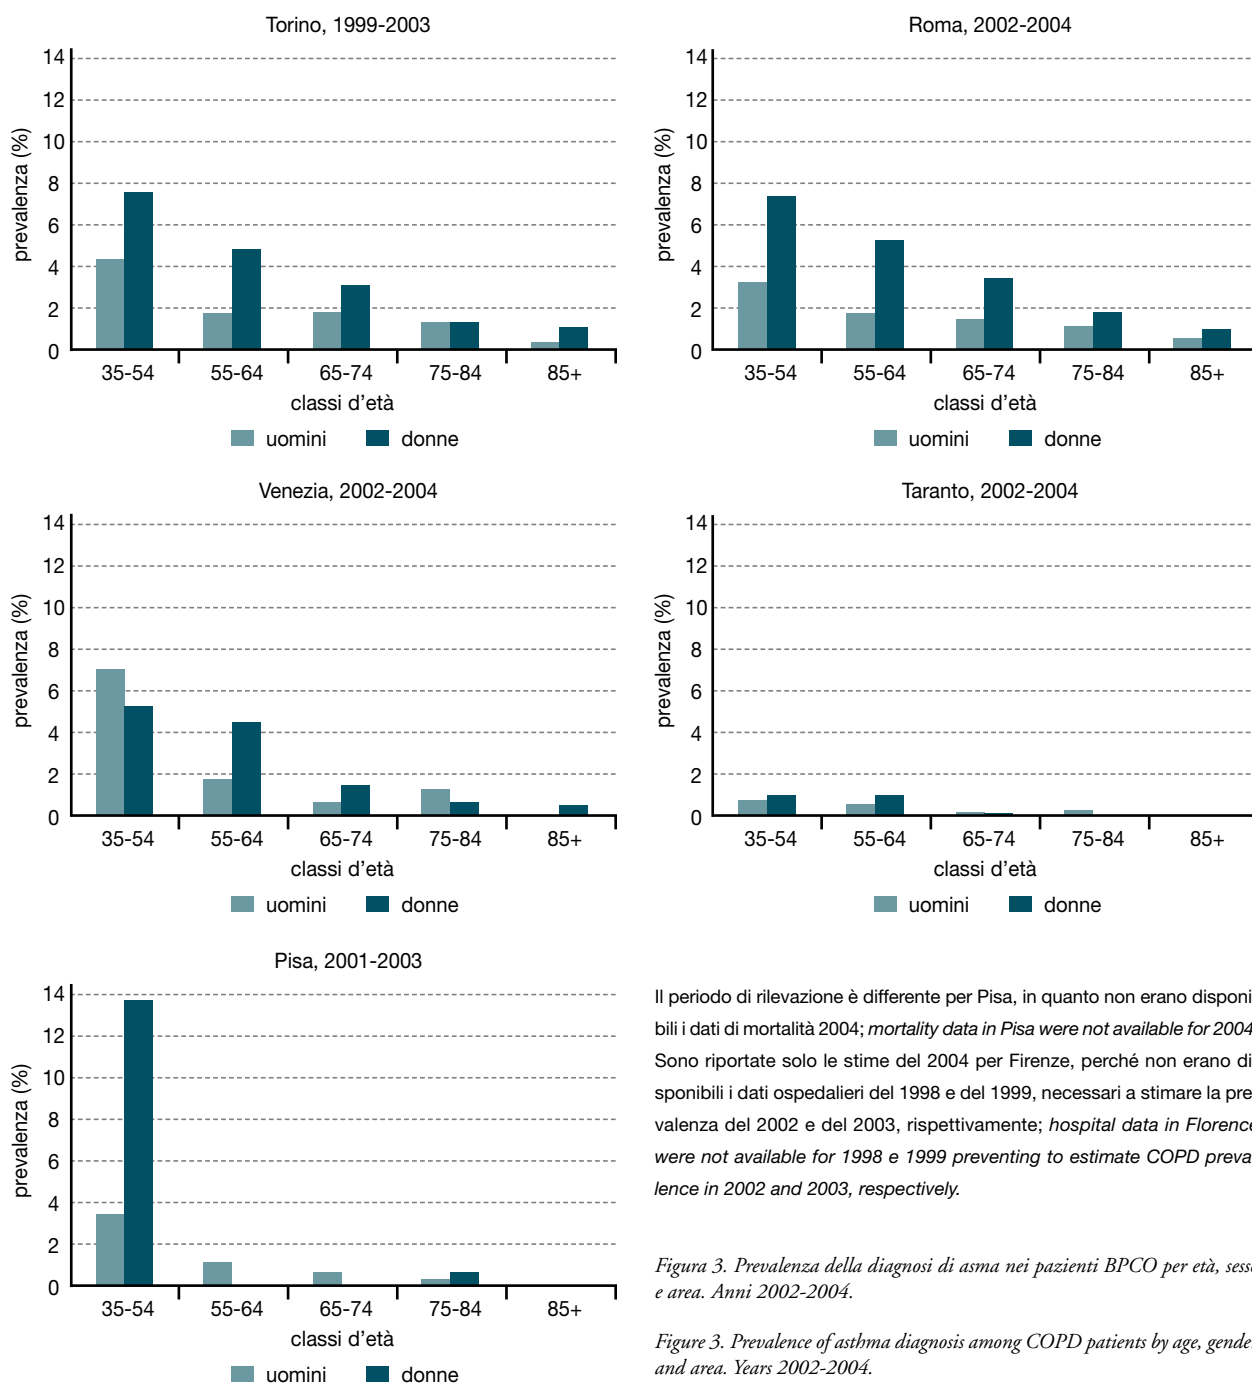 Torino, 1999-2003
prevalenza (%)
14
12
10
8
6
4
2
0
35-54 55-64 65-74 75-84 85+
classi d'età
uomini donne
Roma, 2002-2004
prevalenza (%)
14
12
10
8
6
4
2
0
35-54 55-64 65-74 75-84 85+
classi d'età
uomini donne
Venezia, 2002-2004
prevalenza (%)
14
12
10
8
6
4
2
0
35-54 55-64 65-74 75-84 85+
classi d'età
uomini donne
Taranto, 2002-2004
prevalenza (%)
14
12
10
8
6
4
2
0
35-54 55-64 65-74 75-84 85+
classi d'età
uomini donne
Pisa, 2001-2003
prevalenza (%)
14
12
10
8
6
4
2
0
35-54 55-64 65-74 75-84 85+
classi d'età
uomini donne
Il periodo di rilevazione è differente per Pisa, in quanto non erano disponi
bili i dati di mortalità 2004; mortality data in Pisa were not available for 2004
Sono riportate solo le stime del 2004 per Firenze, perché non erano di
sponibili i dati ospedalieri del 1998 e del 1999, necessari a stimare la pre
valenza del 2002 e del 2003, rispettivamente; hospital data in Florence
were not available for 1998 e 1999 preventing to estimate COPD preva
lence in 2002 and 2003, respectively.
Figura 3. Prevalenza della diagnosi di asma nei pazienti BPCO per età, sesso
e area. Anni 2002-2004.
Figure 3. Prevalence of asthma diagnosis among COPD patients by age, gender
and area. Years 2002-2004.